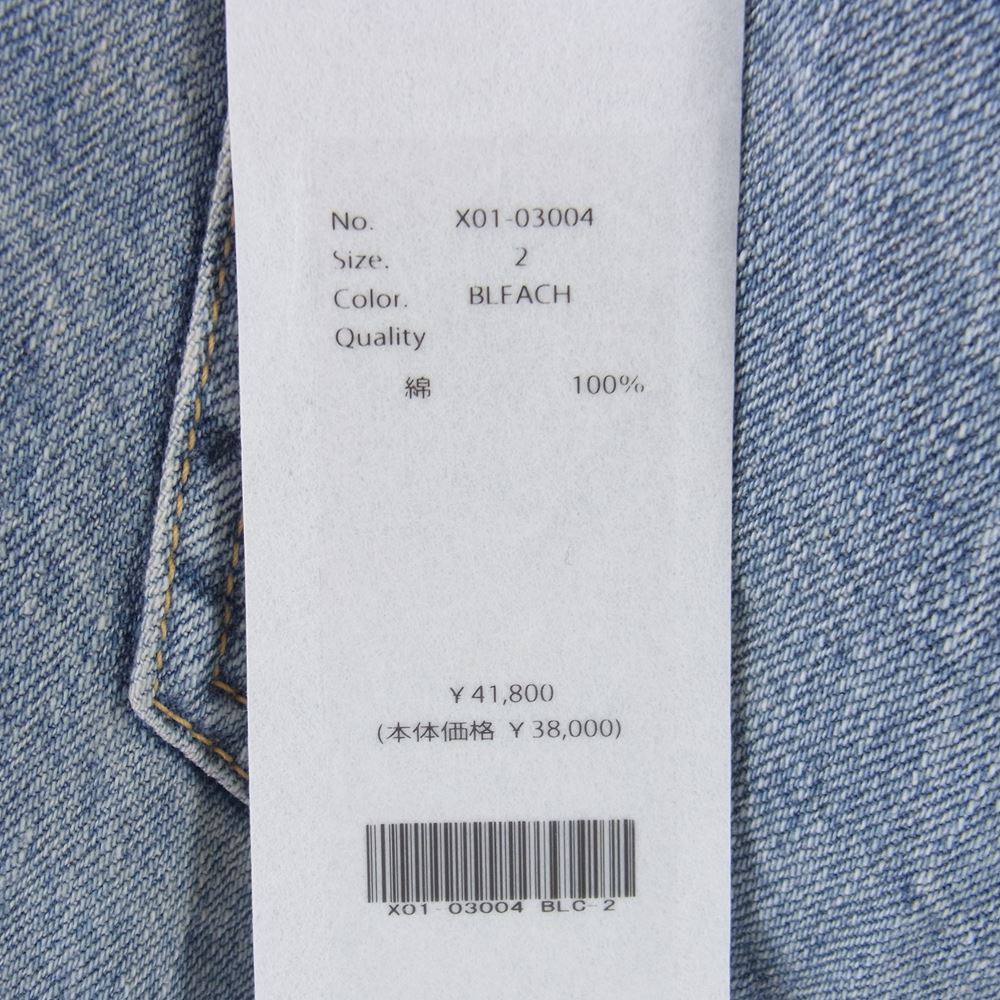 No. X01-03004
Size. 2
Color. BLEACH
Quality
綿 100%
¥41,800
(本体価格 ¥38,000)
X01-03004 BLC-2